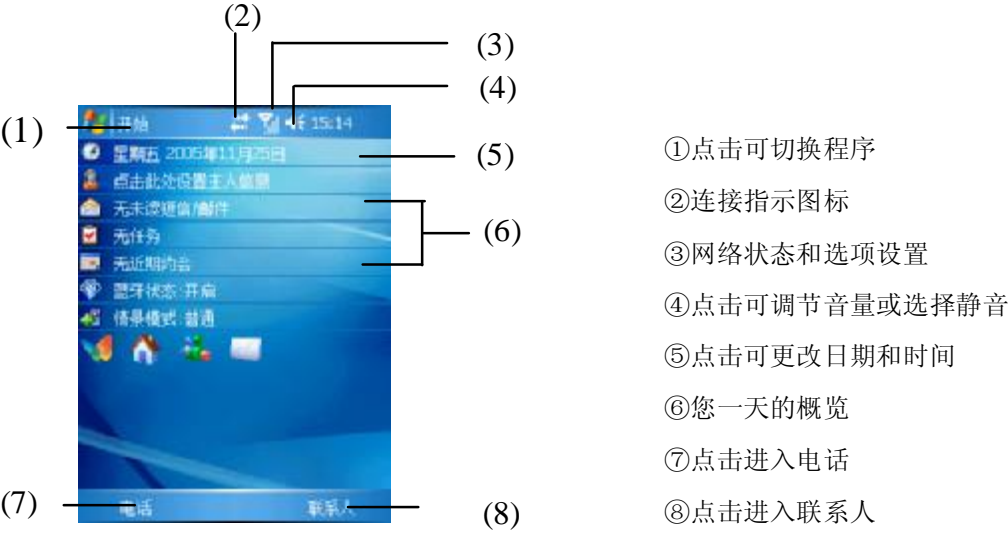 (2)
(3)
(4)
(1)
开始 15:14
星期五 2005年11月25日
(5)
点击此处设置主人信息
无未读短信/邮件
(6)
无任务
无近期约会
蓝牙状态:开启
情景模式:普通
(7)
电话 联系人
(8)
①点击可切换程序
②连接指示图标
③网络状态和选项设置
④点击可调节音量或选择静音
⑤点击可更改日期和时间
⑥您一天的概览
⑦点击进入电话
⑧点击进入联系人